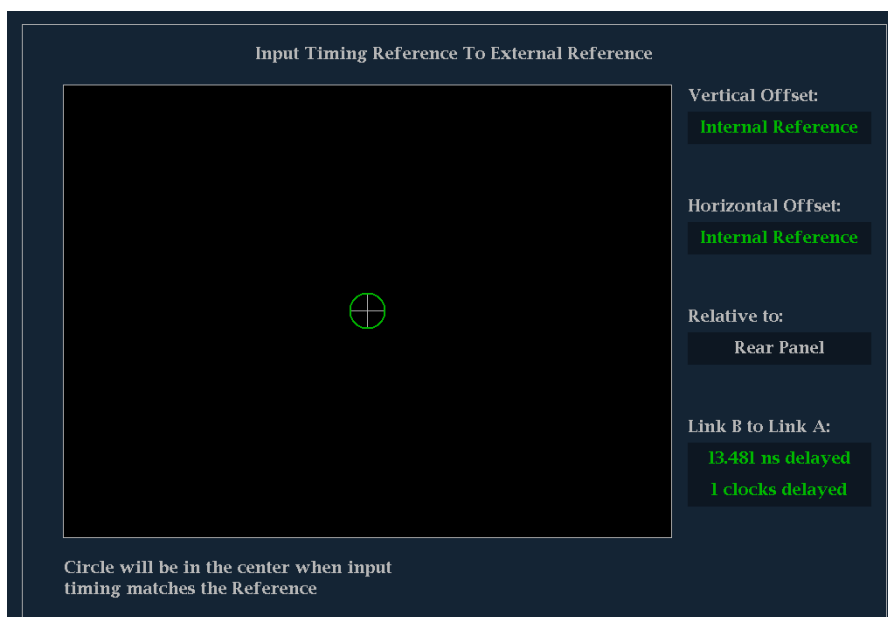 Input Timing Reference To External Reference
Vertical Offset:
Internal Reference
Horizontal Offset:
Internal Reference
Relative to:
Rear Panel
Link B to Link A:
13.481 ns delayed
1 clocks delayed
Circle will be in the center when input
timing matches the Reference